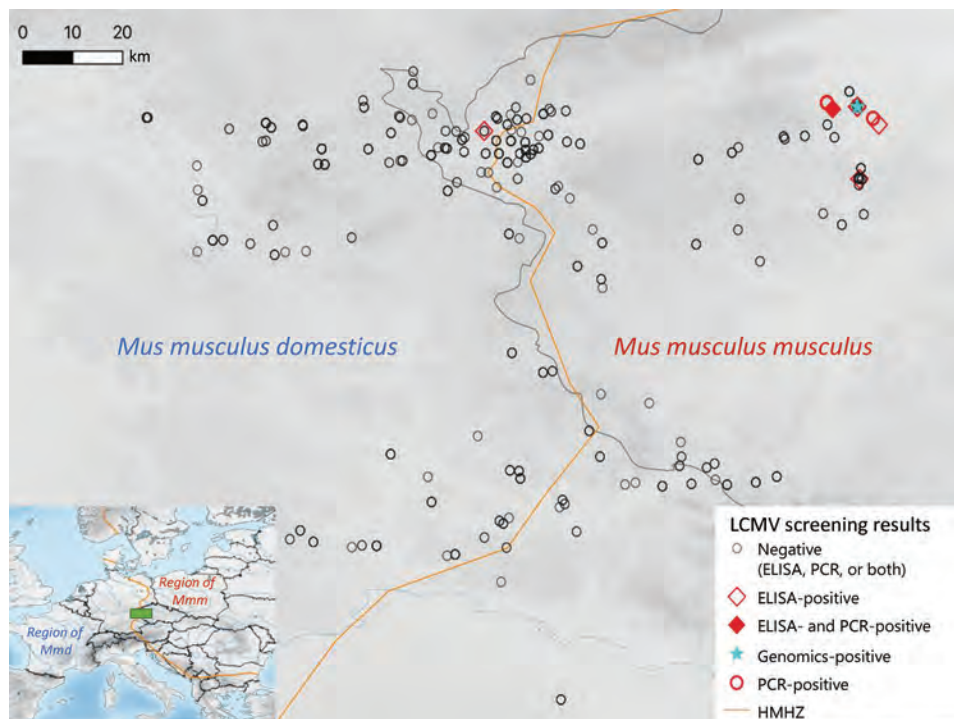 0 10 20
km
Mus musculus domesticus
Mus musculus musculus
Region of
Mmm
Region of
Mmd
LCMV screening results
Negative
(ELISA, PCR, or both)
ELISA-positive
ELISA- and PCR-positive
Genomics-positive
PCR-positive
HMHZ